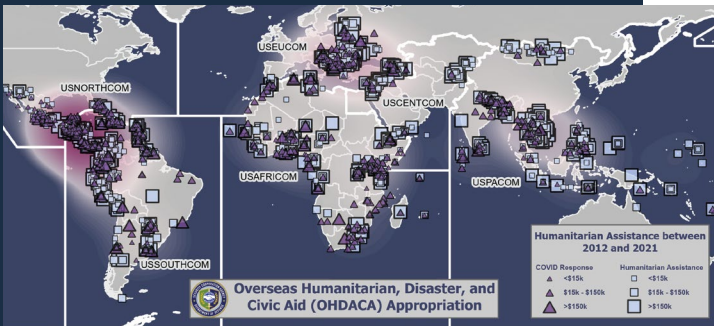 USEUCOM
USNORTHCOM
USCENTCOM
USAFRICOM
USPACOM
USSOUTHCOM
Overseas Humanitarian, Disaster, and
Civic Aid (OHDACA) Appropriation
Humanitarian Assistance between
2012 and 2021
COVID Response
<$15k
$15k - $150k
>$150k
Humanitarian Assistance
<$15k
$15k - $150k
>$150k